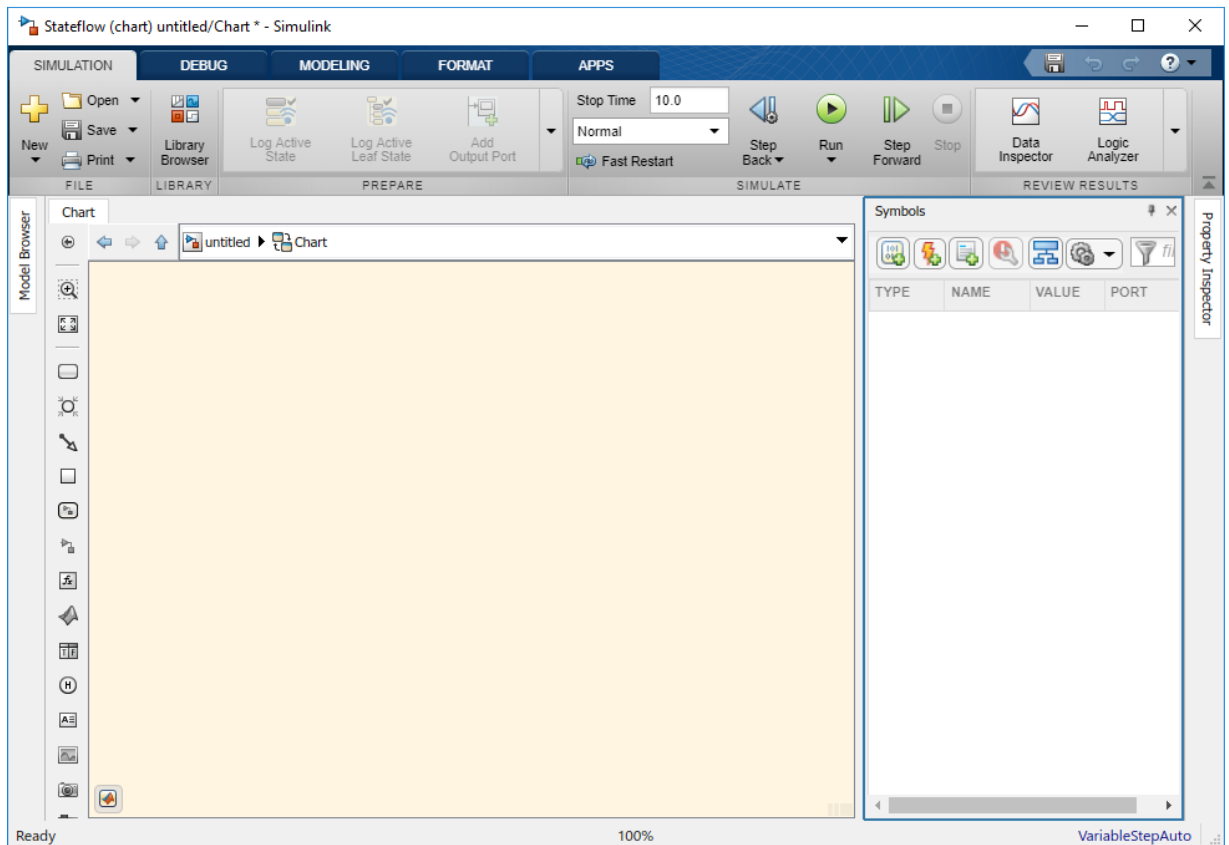 Stateflow (chart) untitled/Chart * - Simulink
SIMULATION DEBUG MODELING FORMAT APPS
?
New
Open
Save
Print
FILE
Library
Browser
LIBRARY
Log Active
State
Log Active
Leaf State
Add
Output Port
PREPARE
Stop Time 10.0
Normal
Fast Restart
Step
Back
Run
Step
Forward
Stop
SIMULATE
Data
Inspector
Logic
Analyzer
REVIEW RESULTS
Model Browser
Chart
untitled Chart
fx
T F
H
A
Symbols
TYPE NAME VALUE PORT
Property Inspector
Ready 100% VariableStepAuto